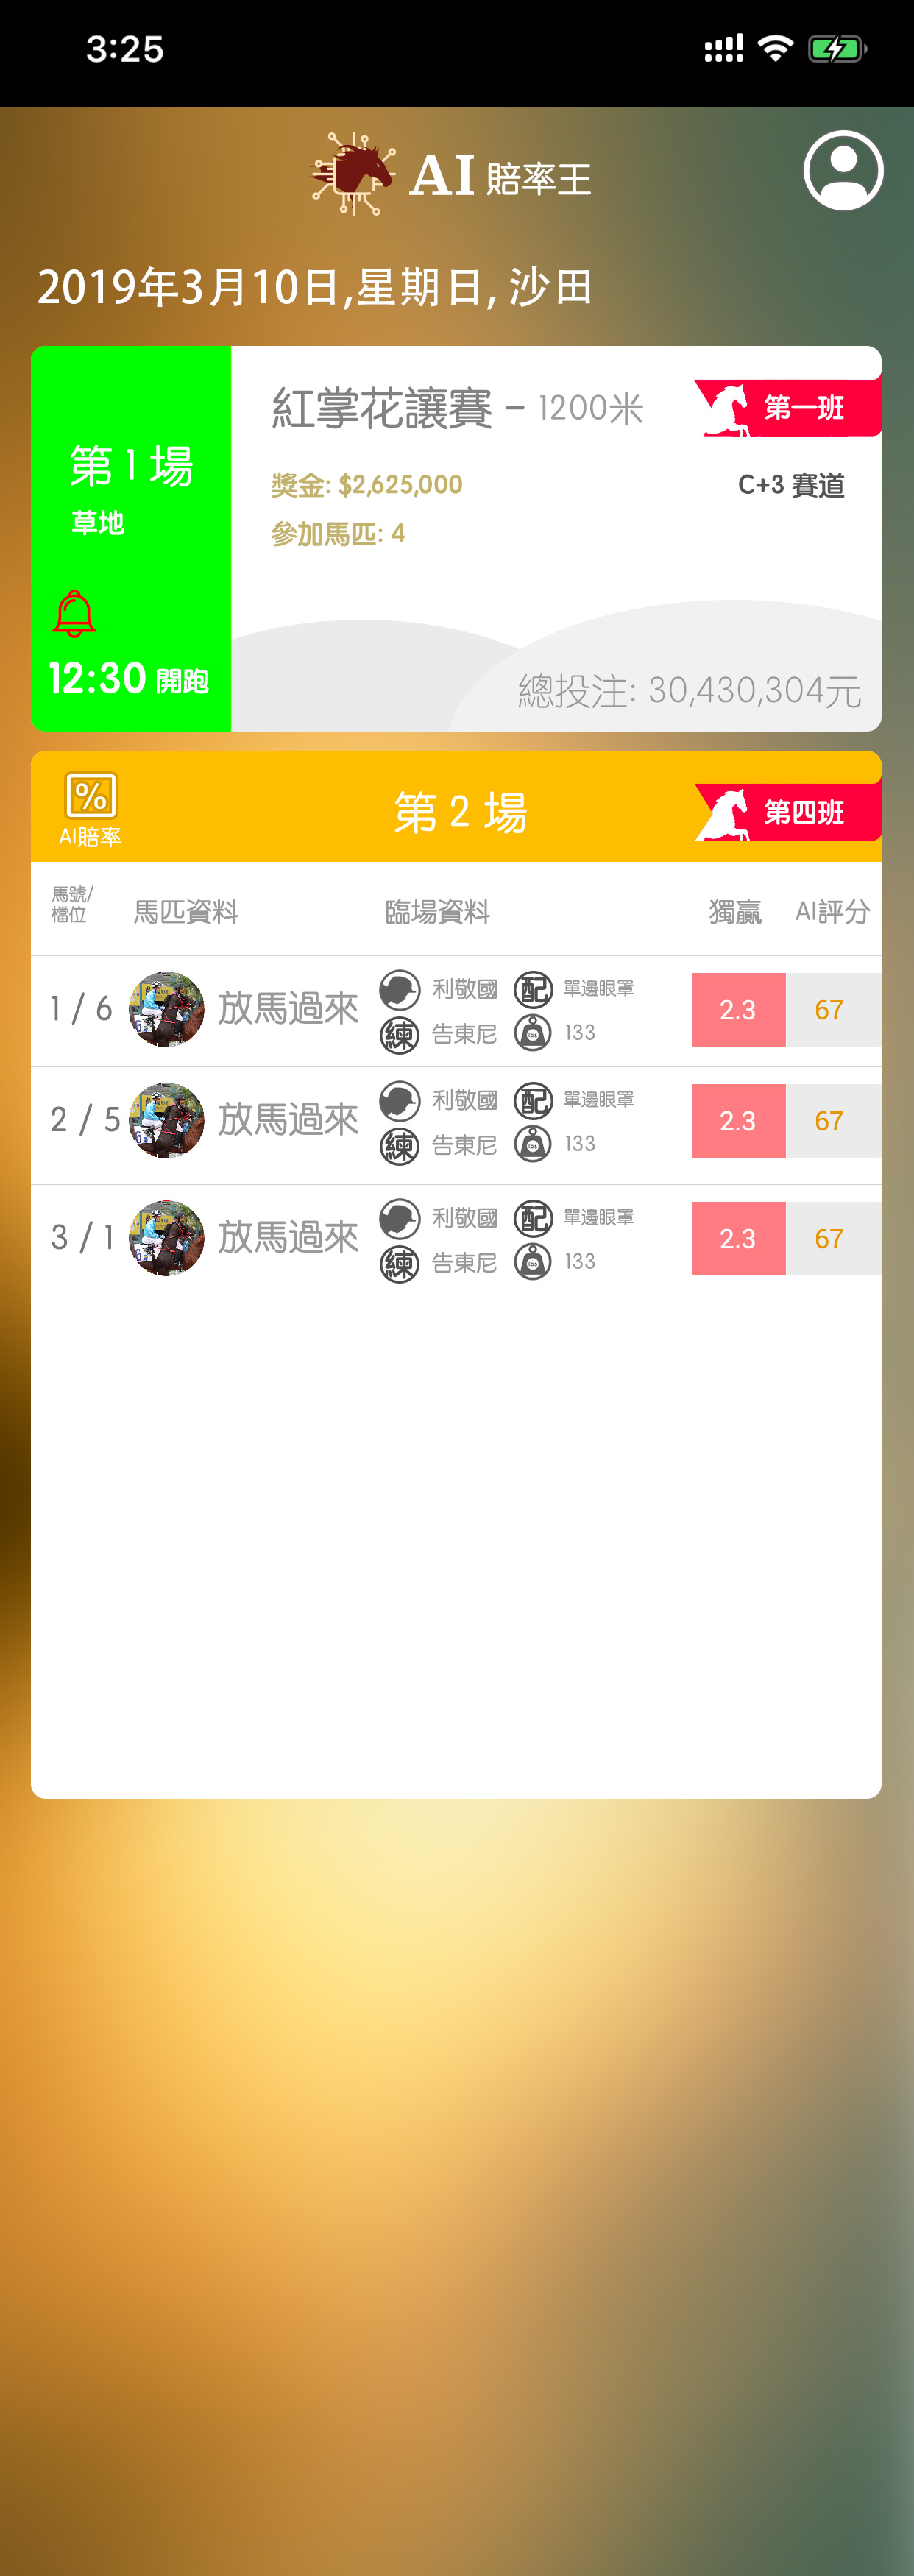 3:25
AI 賠率王
2019年3月10日,星期日, 沙田
第 1 場
草地
12:30 開跑
紅掌花讓賽 - 1200米
第一班
獎金: $2,625,000
C+3 賽道
參加馬匹: 4
總投注: 30,430,304元
%
AI賠率
第 2 場
第四班
馬號/
檔位
馬匹資料
臨場資料
獨贏
AI評分
1 / 6
放馬過來
利敬國
配 單邊眼罩
練 告東尼
lbs 133
2.3
67
2 / 5
放馬過來
利敬國
配 單邊眼罩
練 告東尼
lbs 133
2.3
67
3 / 1
放馬過來
利敬國
配 單邊眼罩
練 告東尼
lbs 133
2.3
67